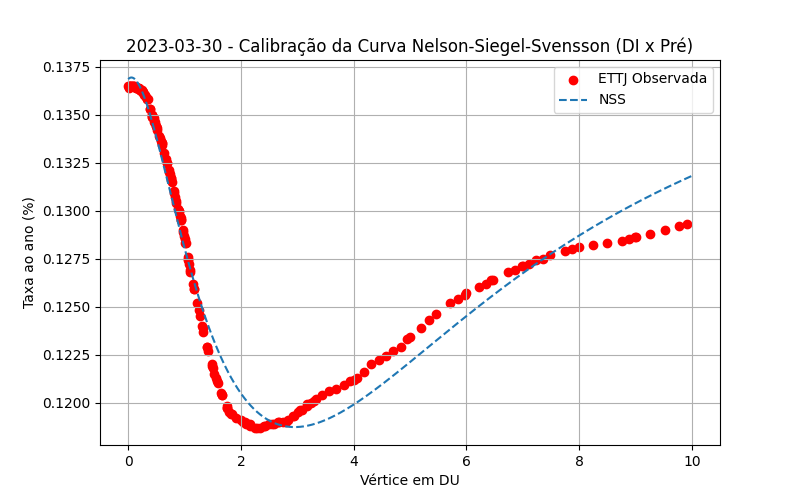 2023-03-30 - Calibração da Curva Nelson-Siegel-Svensson (DI x Pré)
ETTJ Observada
NSS
Taxa ao ano (%)
0.1375
0.1350
0.1325
0.1300
0.1275
0.1250
0.1225
0.1200
0 2 4 6 8 10
Vértice em DU